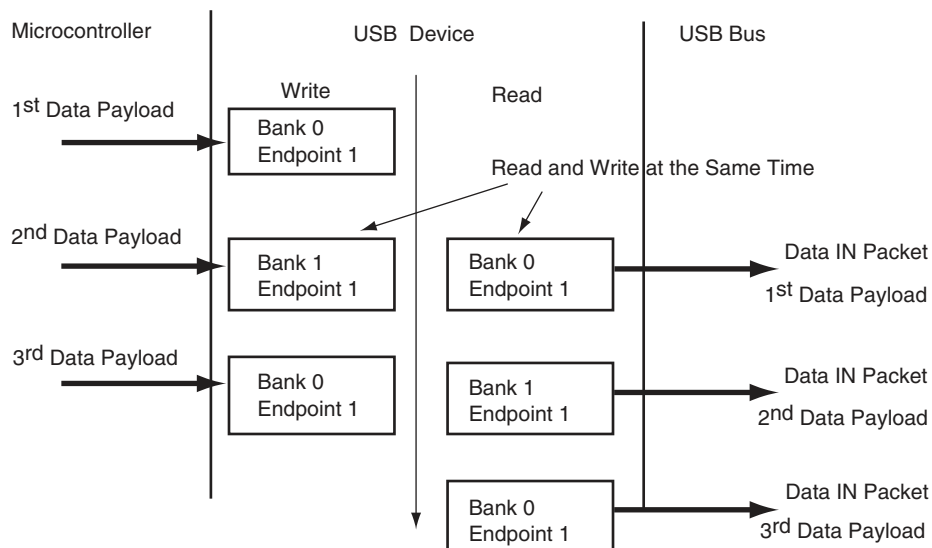 Microcontroller
USB Device
USB Bus
Write
Read
1st Data Payload
Bank 0
Endpoint 1
Read and Write at the Same Time
2nd Data Payload
Bank 1
Endpoint 1
Bank 0
Endpoint 1
Data IN Packet
1st Data Payload
3rd Data Payload
Bank 0
Endpoint 1
Bank 1
Endpoint 1
Data IN Packet
2nd Data Payload
Bank 0
Endpoint 1
Data IN Packet
3rd Data Payload